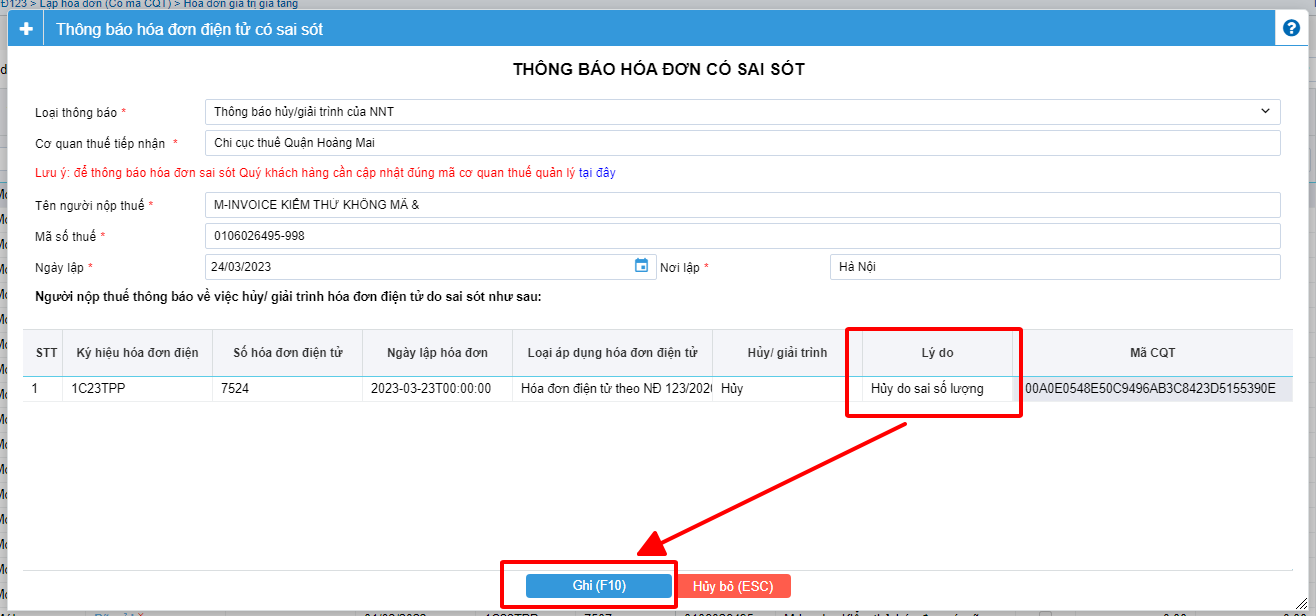 Đ123 > Lập hóa đơn (Có mã CQT) > Hóa đơn giá trị gia tăng
Thông báo hóa đơn điện tử có sai sót
THÔNG BÁO HÓA ĐƠN CÓ SAI SÓT
Loại thông báo * Thông báo hủy/giải trình của NNT
Cơ quan thuế tiếp nhận * Chi cục thuế Quận Hoàng Mai
Lưu ý: để thông báo hóa đơn sai sót Quý khách hàng cần cập nhật đúng mã cơ quan thuế quản lý tại đây
Tên người nộp thuế * M-INVOICE KIỂM THỬ KHÔNG MÃ &
Mã số thuế * 0106026495-998
Ngày lập * 24/03/2023 Nơi lập * Hà Nội
Người nộp thuế thông báo về việc hủy/ giải trình hóa đơn điện tử do sai sót như sau:
STT Ký hiệu hóa đơn điện Số hóa đơn điện tử Ngày lập hóa đơn Loại áp dụng hóa đơn điện tử Hủy/ giải trình Lý do Mã CQT
1 1C23TPP 7524 2023-03-23T00:00:00 Hóa đơn điện tử theo NĐ 123/2020 Hủy Hủy do sai số lượng 00A0E0548E50C9496AB3C8423D5155390E
Ghi (F10) Hủy bỏ (ESC)